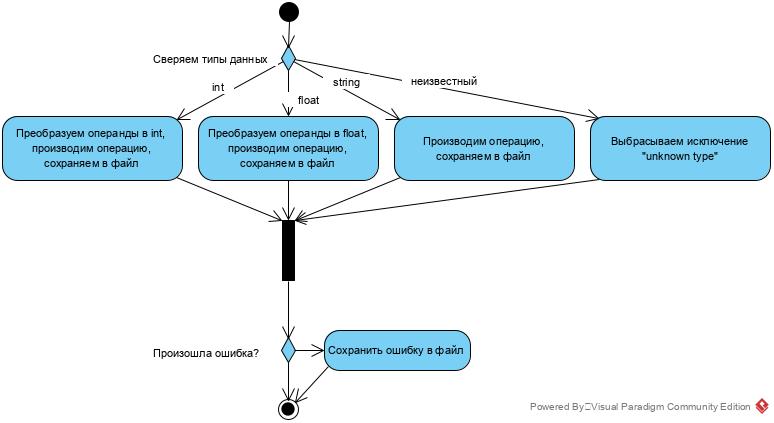 Сверяем типы данных
int
float
string
неизвестный
Преобразуем операнды в int,
производим операцию,
сохраняем в файл
Преобразуем операнды в float,
производим операцию,
сохраняем в файл
Производим операцию,
сохраняем в файл
Выбрасываем исключение
"unknown type"
Произошла ошибка?
Сохранить ошибку в файл
Powered By Visual Paradigm Community Edition